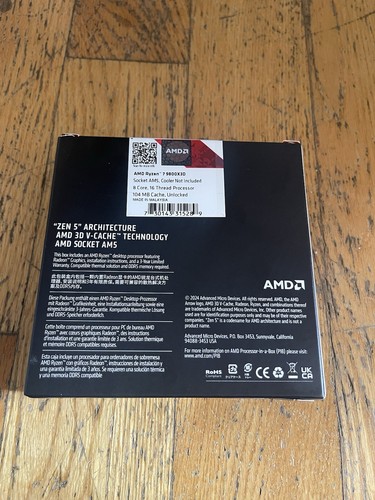 AMD
AMD Ryzen™ 7 9800X3D
Socket AM5, Cooler Not Included
8 Core, 16 Thread Processor
104 MB Cache, Unlocked
MADE IN MALAYSIA
7 30143 31528 9
"ZEN 5" ARCHITECTURE
AMD 3D V-CACHE™ TECHNOLOGY
AMD SOCKET AM5
This box includes an AMD Ryzen™ desktop processor featuring
Radeon™ Graphics, installation instructions, and a 3-Year Limited
Warranty. Compatible thermal solution and DDR5 memory required.
AMD
Diese Packung enthält einen AMD Ryzen™ Desktop-Prozessor
mit Radeon™ Grafikeinheit, eine Installationsanleitung sowie eine
eingeschränkte 3-Jahres-Garantie. Kompatible thermische Lösung
und DDR5-Speicher erforderlich.
Cette boîte comprend un processeur pour PC de bureau AMD
Ryzen™ avec cartes graphiques Radeon™, des instructions
d'installation et une garantie limitée de 3 ans. Solution thermique
et mémoire DDR5 compatibles requises.
Esta caja incluye un procesador para ordenadores de sobremesa
AMD Ryzen™ con gráficos Radeon™, instrucciones de instalación y
una garantía limitada de 3 años. Se requieren una solución térmica
y una memoria DDR5 compatibles
© 2024 Advanced Micro Devices, Inc. All rights reserved. AMD, the AMD
Arrow logo, AMD 3D V-Cache, Radeon, Ryzen, and combinations thereof
are trademarks of Advanced Micro Devices, Inc. Other product names
used are for identification purposes only and may be of their respective
companies. "Zen 5" is a codename for AMD architecture and is not a
product name.
Advanced Micro Devices, P.O. Box 3453, Sunnyvale, CA
94088-3453 USA
For more information on AMD Processor-in-a-Box (PIB) please visit:
www.amd.com/PIB
RoHS
Compliant
CE
UK
CA